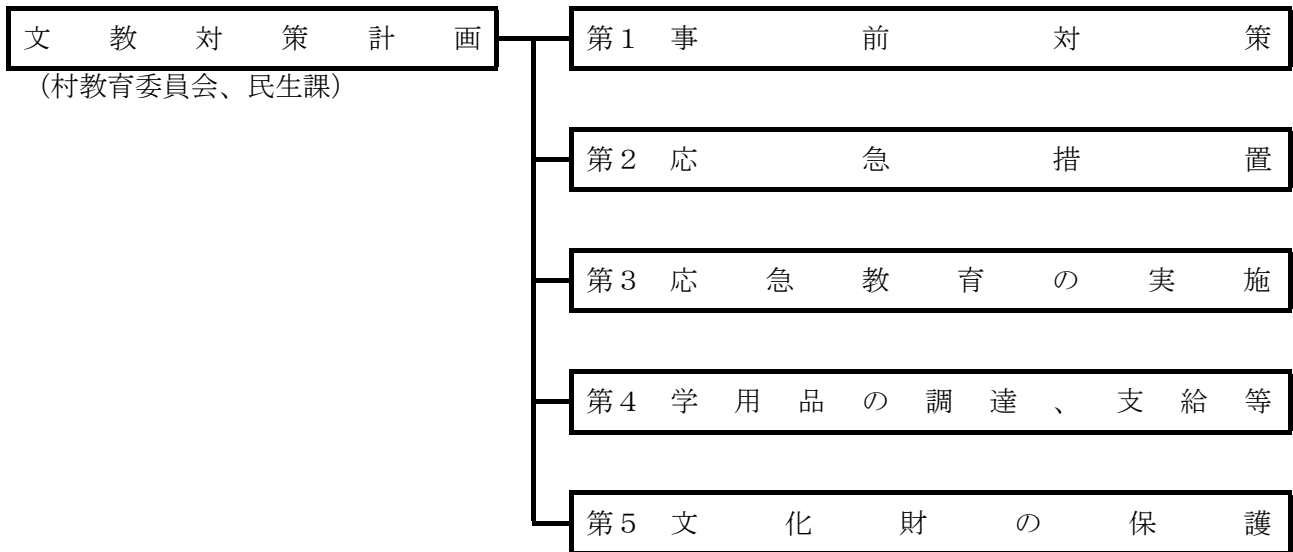 文教対策計画
（村教育委員会、民生課）
第１ 事前対策
第２ 応急措置
第３ 応急教育の実施
第４ 学用品の調達、支給等
第５ 文化財の保護